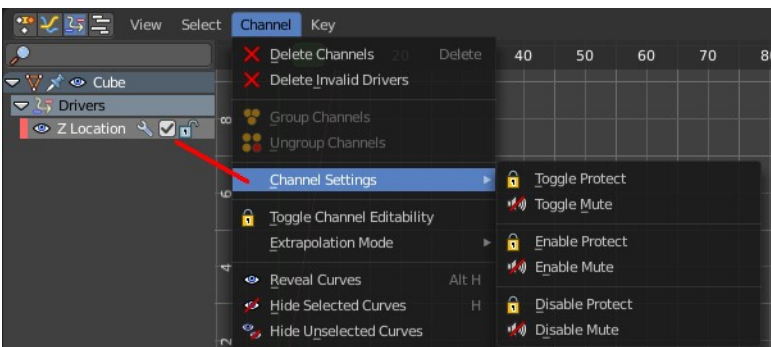 View Select Channel Key
Delete Channels 20 Delete 40 50 60 70 8
Delete Invalid Drivers
Cube
Drivers
Z Location
8
Group Channels
Ungroup Channels
Channel Settings
Toggle Protect
Toggle Mute
6
Toggle Channel Editability
Extrapolation Mode
Enable Protect
Enable Mute
4
Reveal Curves Alt H
Hide Selected Curves H
Hide Unselected Curves
Disable Protect
Disable Mute
2